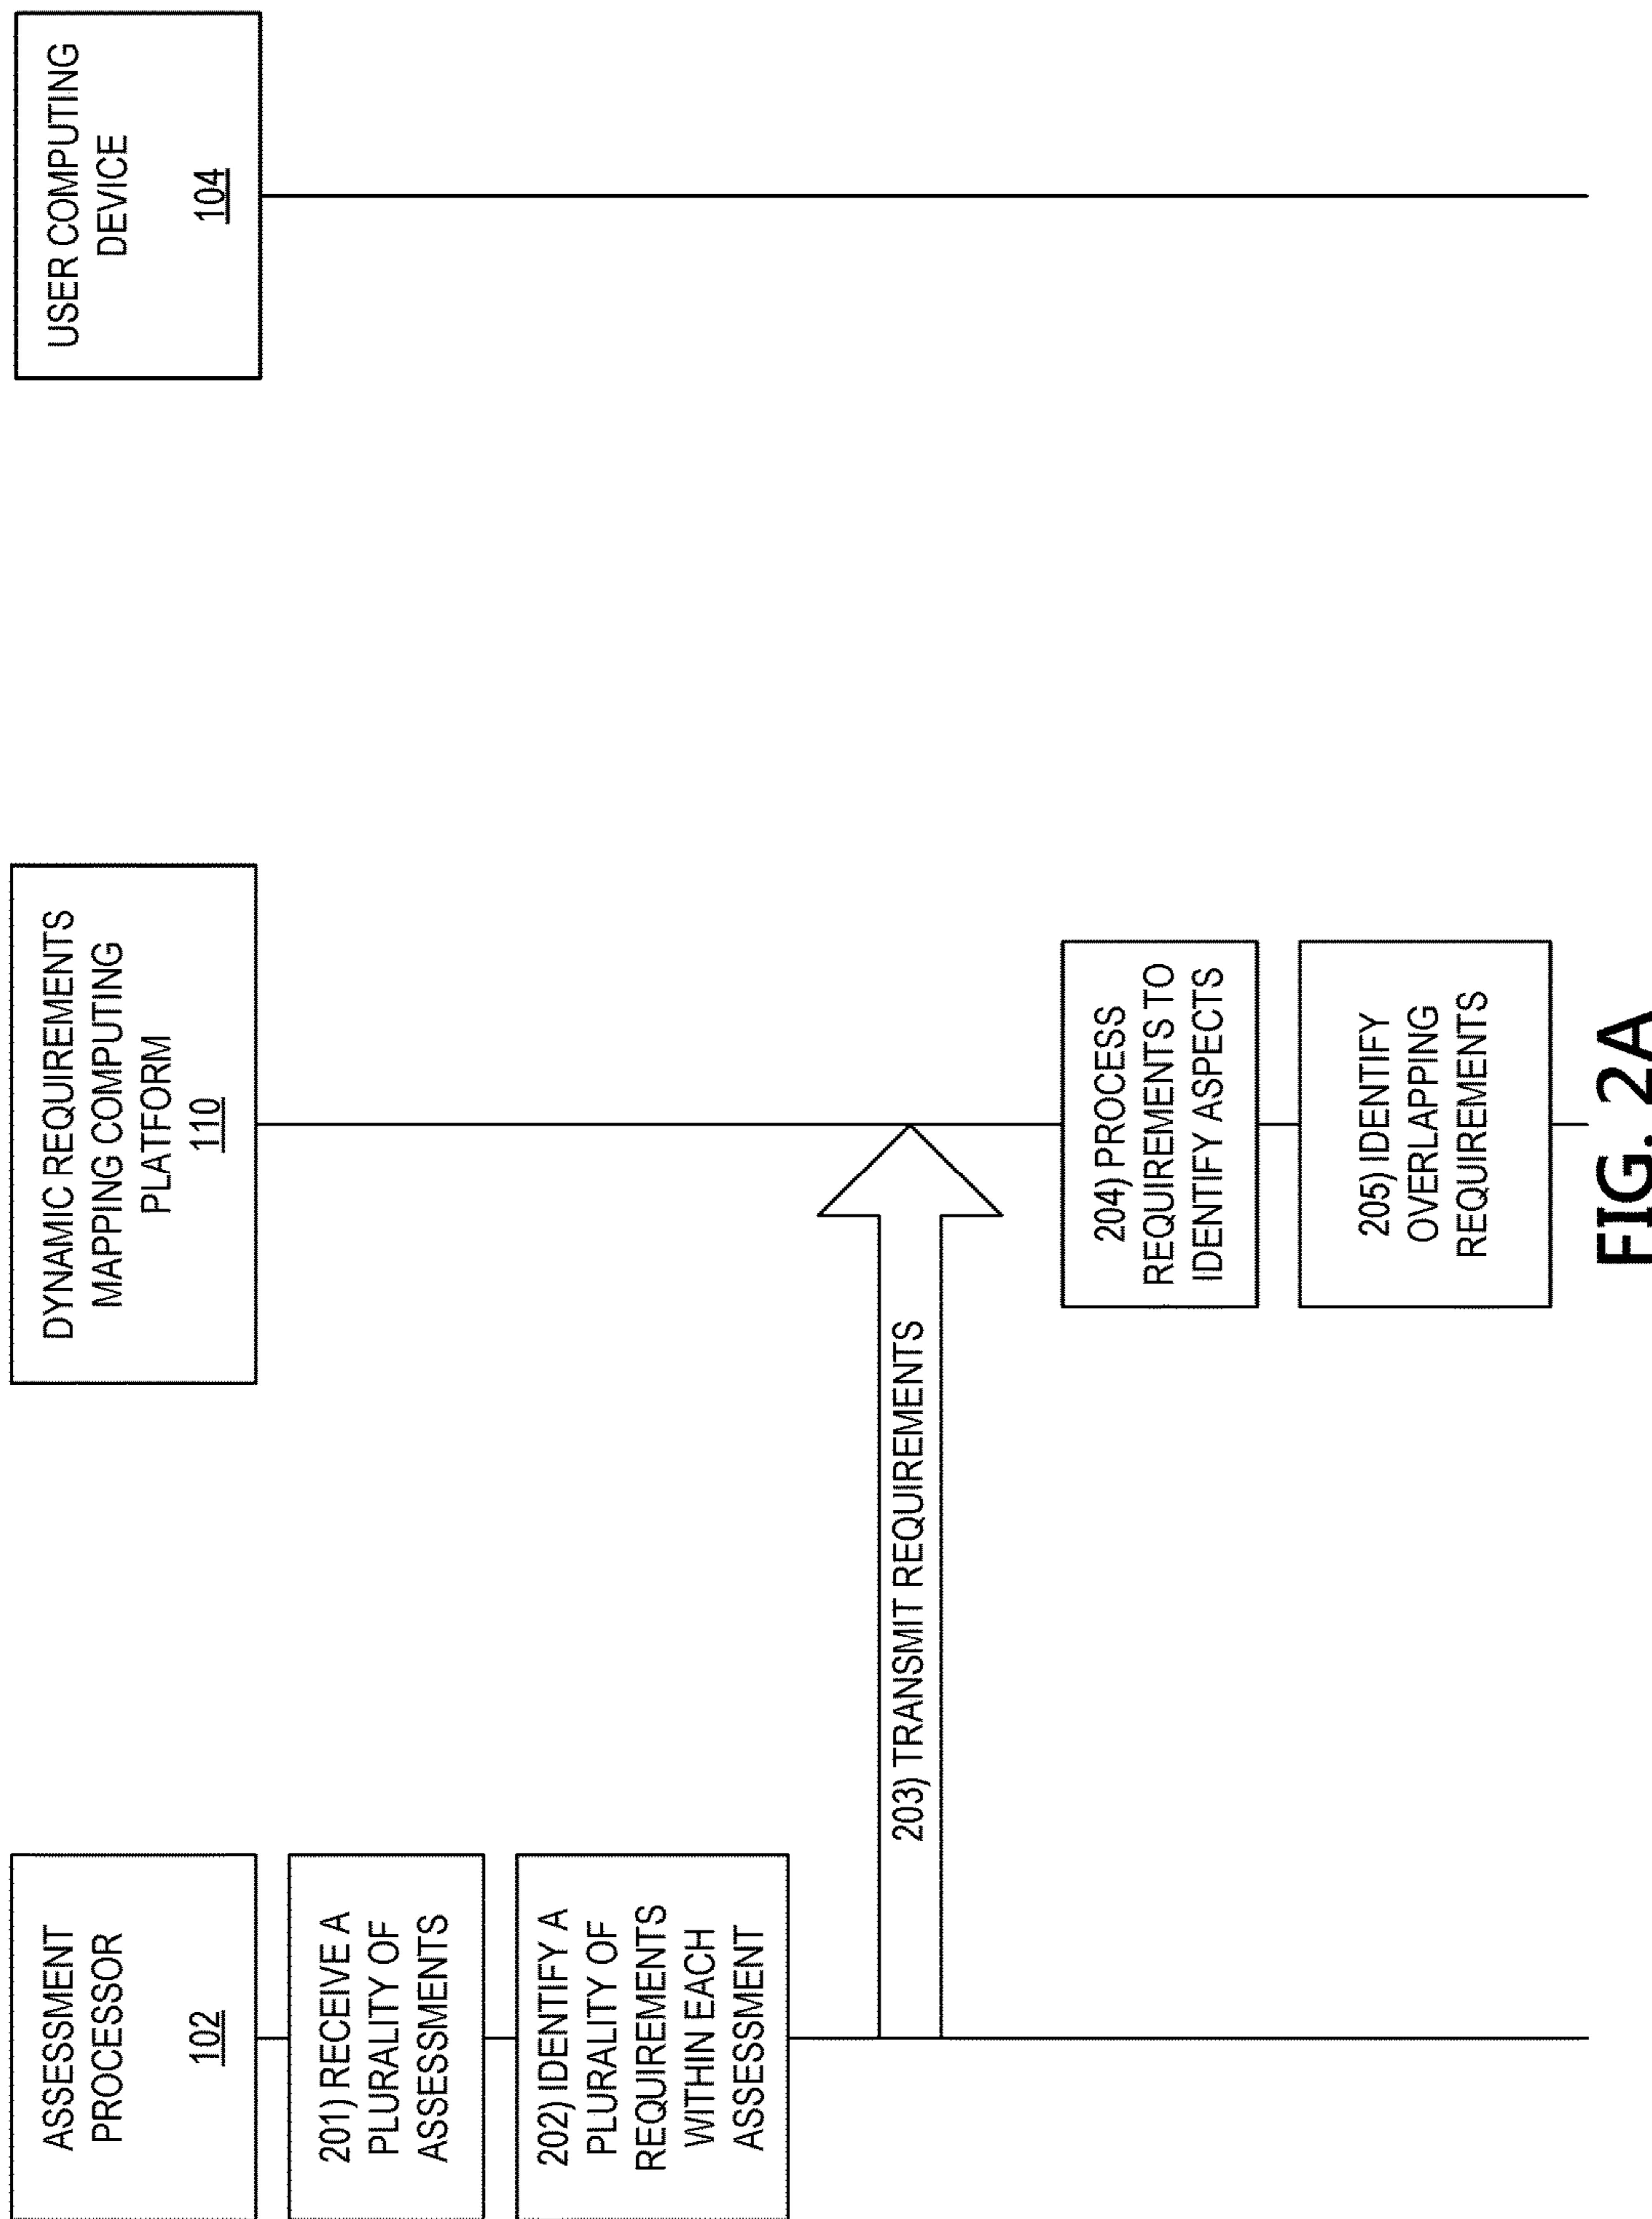 ASSESSMENT
PROCESSOR
102
DYNAMIC REQUIREMENTS
MAPPING COMPUTING
PLATFORM
110
USER COMPUTING
DEVICE
104
201) RECEIVE A
PLURALITY OF
ASSESSMENTS
202) IDENTIFY A
PLURALITY OF
REQUIREMENTS
WITHIN EACH
ASSESSMENT
203) TRANSMIT REQUIREMENTS
204) PROCESS
REQUIREMENTS TO
IDENTIFY ASPECTS
205) IDENTIFY
OVERLAPPING
REQUIREMENTS
FIG. 2A